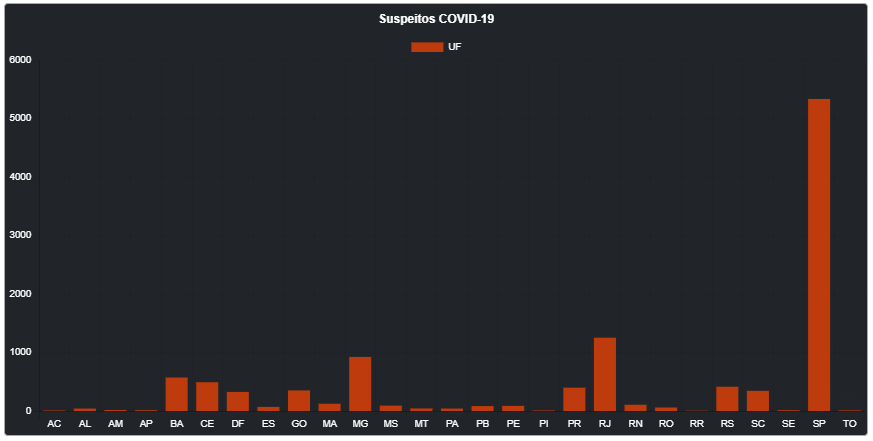 Suspeitos COVID-19
UF
6000
5000
4000
3000
2000
1000
0
AC AL AM AP BA CE DF ES GO MA MG MS MT PA PB PE PI PR RJ RN RO RR RS SC SE SP TO